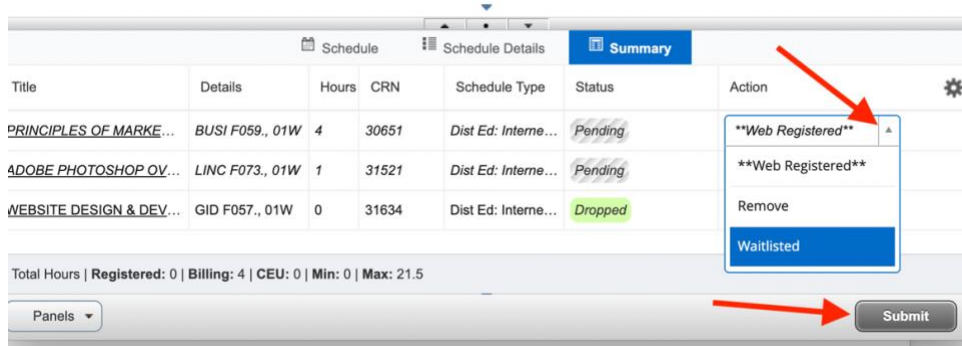 Schedule Schedule Details Summary
Title Details Hours CRN Schedule Type Status Action
PRINCIPLES OF MARKE... BUSI F059., 01W 4 30651 Dist Ed: Interne... Pending **Web Registered**
**Web Registered**
ADOBE PHOTOSHOP OV... LINC F073., 01W 1 31521 Dist Ed: Interne... Pending
Remove
WEBSITE DESIGN & DEV... GID F057., 01W 0 31634 Dist Ed: Interne... Dropped
Waitlisted
Total Hours | Registered: 0 | Billing: 4 | CEU: 0 | Min: 0 | Max: 21.5
Panels Submit